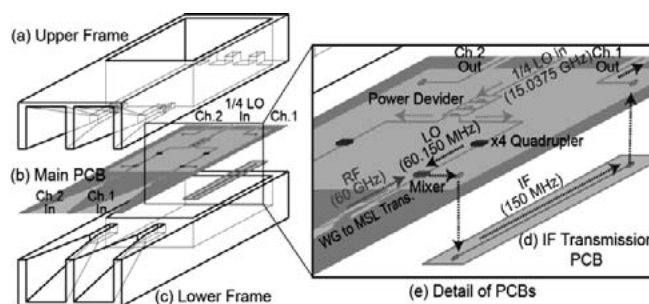 (a) Upper Frame
Ch.2
1/4 LO
In
Ch.1
(b) Main PCB
Ch.2
In
Ch.1
In
(c) Lower Frame
Ch.2
Out
Ch.1
Out
1/4 LO in
(15.0375 GHz)
Power Devider
LO
(60.150 MHz)
x4 Quadrupler
RF
(60 GHz)
Mixer
WG to MSL Trans.
IF
(150 MHz)
(d) IF Transmission
PCB
(e) Detail of PCBs